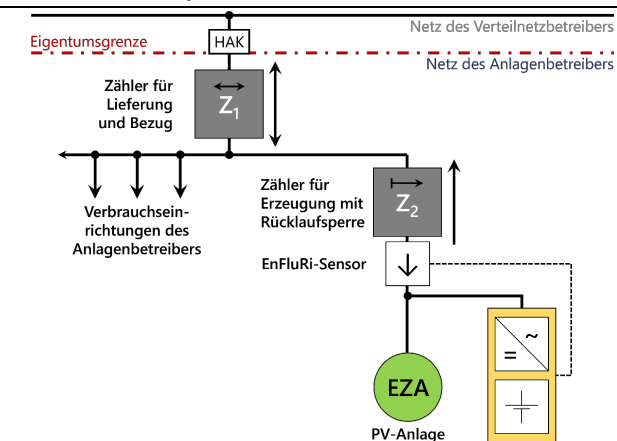 Netz des Verteilnetzbetreibers
Eigentumsgrenze
HAK
Netz des Anlagenbetreibers
Zähler für
Lieferung
und Bezug
Z1
Zähler für
Erzeugung mit
Rücklaufsperre
Z2
Verbrauchsein-
richtungen des
Anlagenbetreibers
EnFluRi-Sensor
EZA
PV-Anlage